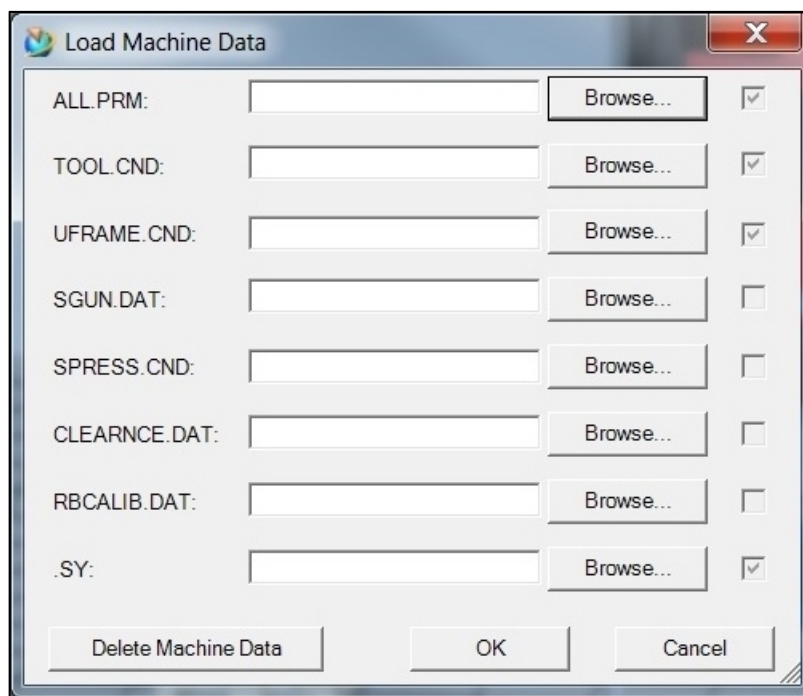 Load Machine Data
ALL.PRM: Browse...
TOOL.CND: Browse...
UFRAME.CND: Browse...
SGUN.DAT: Browse...
SPRESS.CND: Browse...
CLEARNCE.DAT: Browse...
RBCALIB.DAT: Browse...
.SY: Browse...
Delete Machine Data OK Cancel